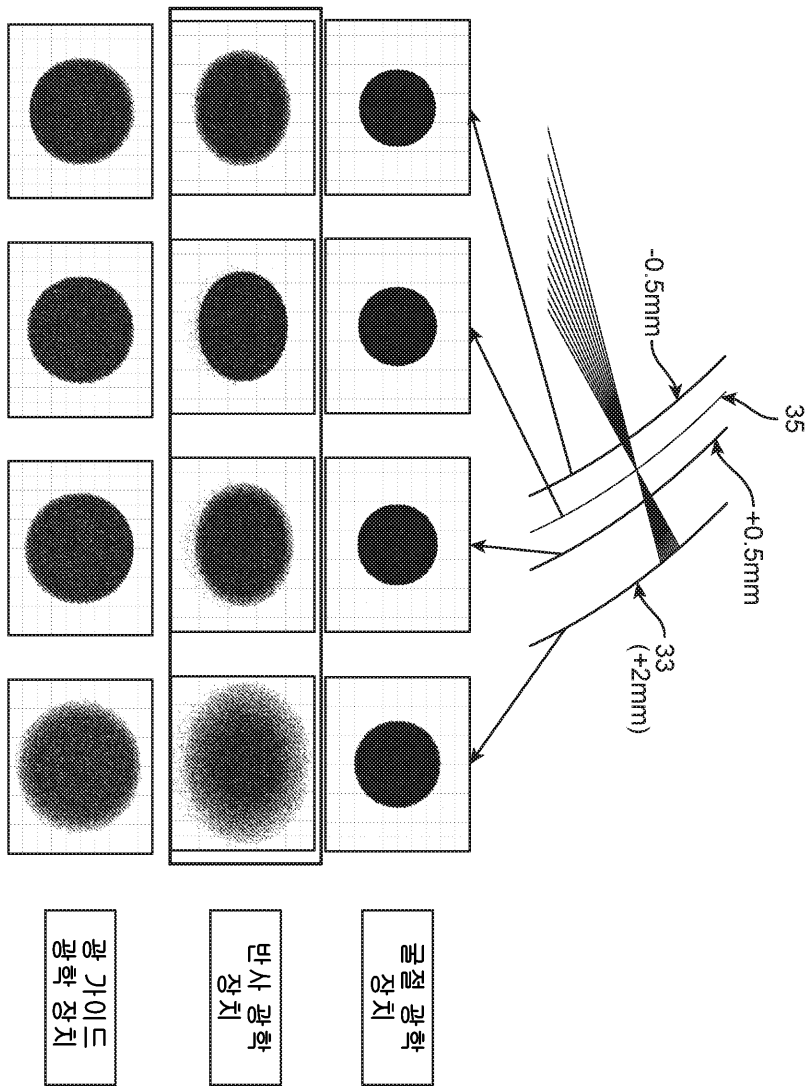 35
+0.5mm
-0.5mm
33
(+2mm)
굴절 광학
장치
반사 광학
장치
광 가이드
광학 장치